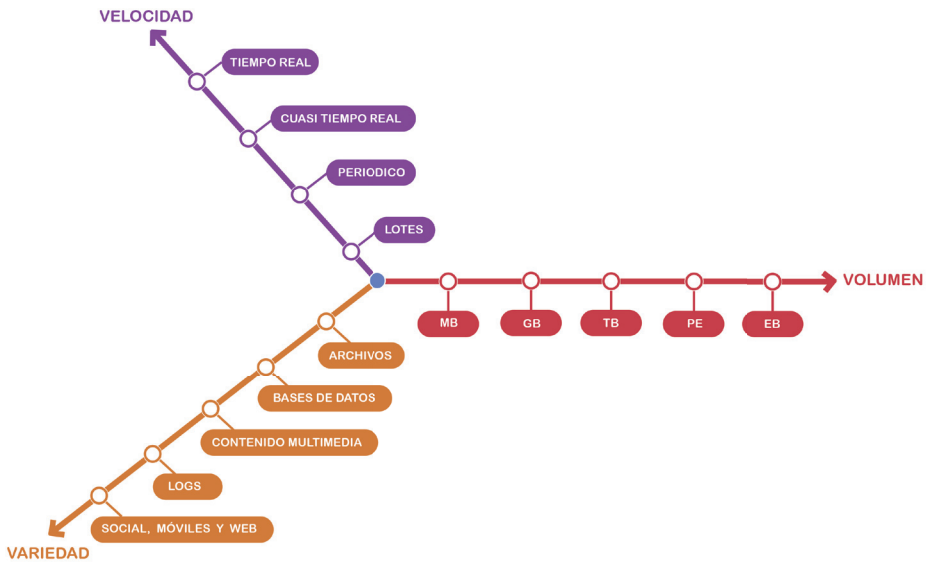 VELOCIDAD
TIEMPO REAL
CUASI TIEMPO REAL
PERIODICO
LOTES
VOLUMEN
MB
GB
TB
PE
EB
ARCHIVOS
BASES DE DATOS
CONTENIDO MULTIMEDIA
LOGS
SOCIAL, MÓVILES Y WEB
VARIEDAD